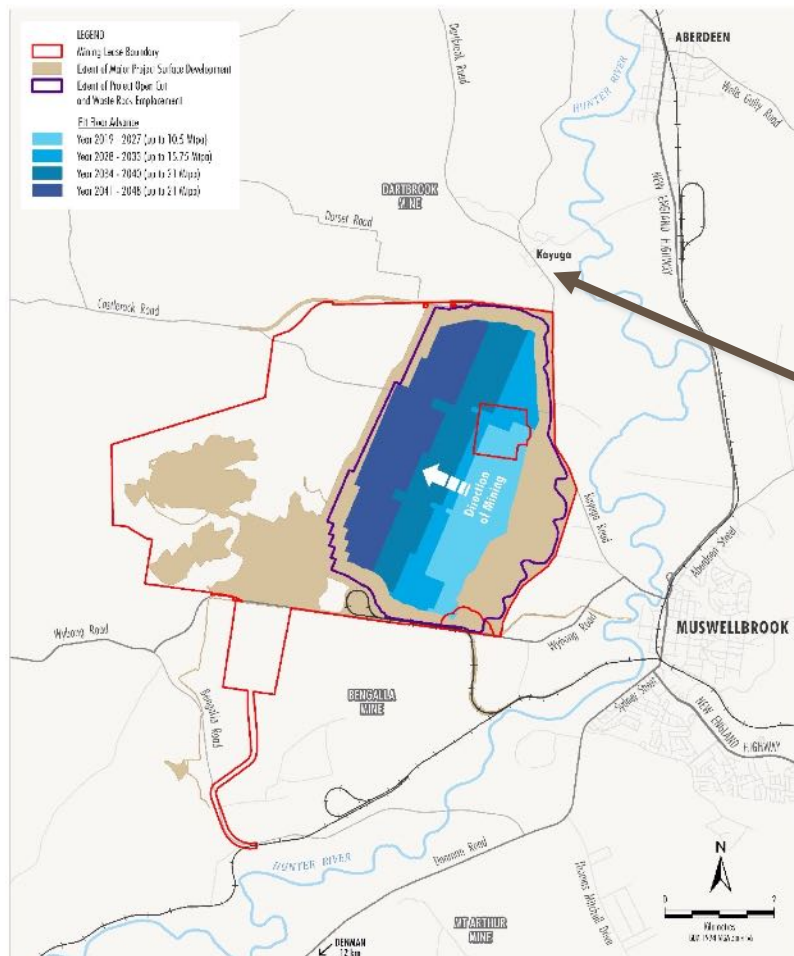 LEGEND
Mining Lease Boundary
Extent of Major Project Surface Development
Extent of Project Open Cut
and Waste Rock Emplacement
Pit Floor Advance
Year 2019 - 2027 (up to 10.5 Mtpa)
Year 2028 - 2033 (up to 15.75 Mtpa)
Year 2034 - 2040 (up to 21 Mtpa)
Year 2041 - 2048 (up to 21 Mtpa)
ABERDEEN
Dartbrook Road
HUNTER RIVER
Wells Gully Road
NEW ENGLAND HIGHWAY
DARTBROOK
MINE
Dorset Road
Kayuga
Castlerock Road
Direction
of Mining
Kayuga Road
Aberdeen Street
MUSWELLBROOK
Wybong Road
Wybong Road
Bengalla Road
BENGALLA
MINE
Sydney Street
NEW ENGLAND
HIGHWAY
HUNTER RIVER
Denman Road
Thomas Mitchell Drive
MT ARTHUR
MINE
DENMAN
12 km
N
0
2
Kilometres